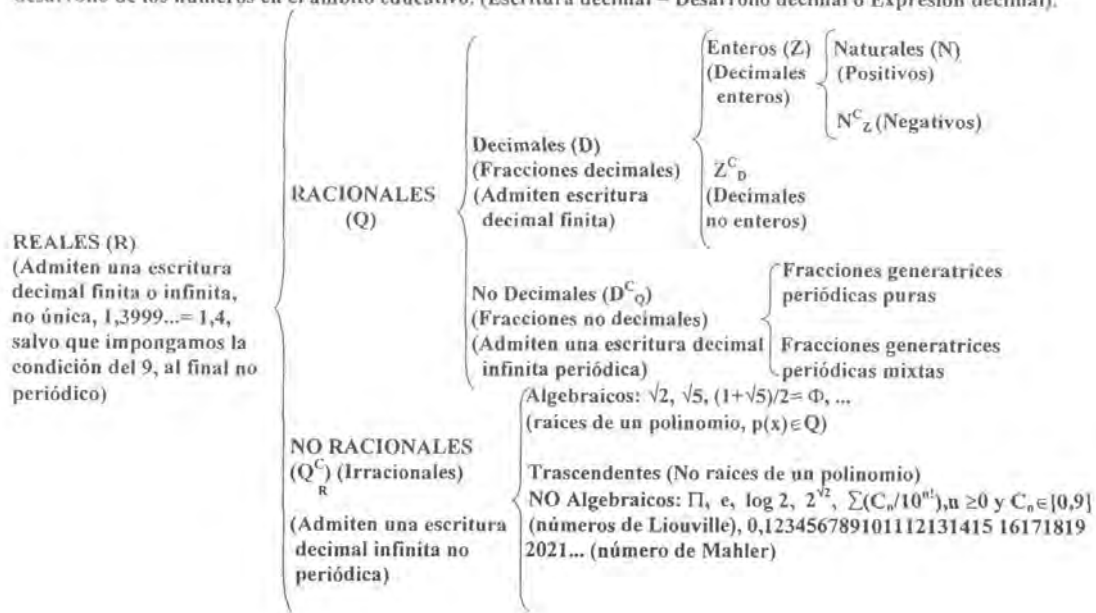 desarrollo de los números en el ámbito educativo. (Escritura decimal – Desarrollo decimal o Expresión decimal).
REALES (R)
(Admiten una escritura
decimal finita o infinita,
no única, 1,3999...= 1,4,
salvo que impongamos la
condición del 9, al final no
periódico)
RACIONALES
(Q)
Decimales (D)
(Fracciones decimales)
(Admiten escritura
decimal finita)
Enteros (Z)
(Decimales
enteros)
Naturales (N)
(Positivos)
N^C_Z (Negativos)
Z^C_D
(Decimales
no enteros)
No Decimales (D^C_Q)
(Fracciones no decimales)
(Admiten una escritura decimal
infinita periódica)
Fracciones generatrices
periódicas puras
Fracciones generatrices
periódicas mixtas
NO RACIONALES
(Q^C_R) (Irracionales)
(Admiten una escritura
decimal infinita no
periódica)
Algebraicos: √2, √5, (1+√5)/2= Φ, ...
(raíces de un polinomio, p(x)∈Q)
Trascendentes (No raices de un polinomio)
NO Algebraicos: Π, e, log 2, 2^√2, ∑(C_n/10^n!),n ≥0 y C_n∈[0,9]
(números de Liouville), 0,123456789101112131415 16171819
2021... (número de Mahler)